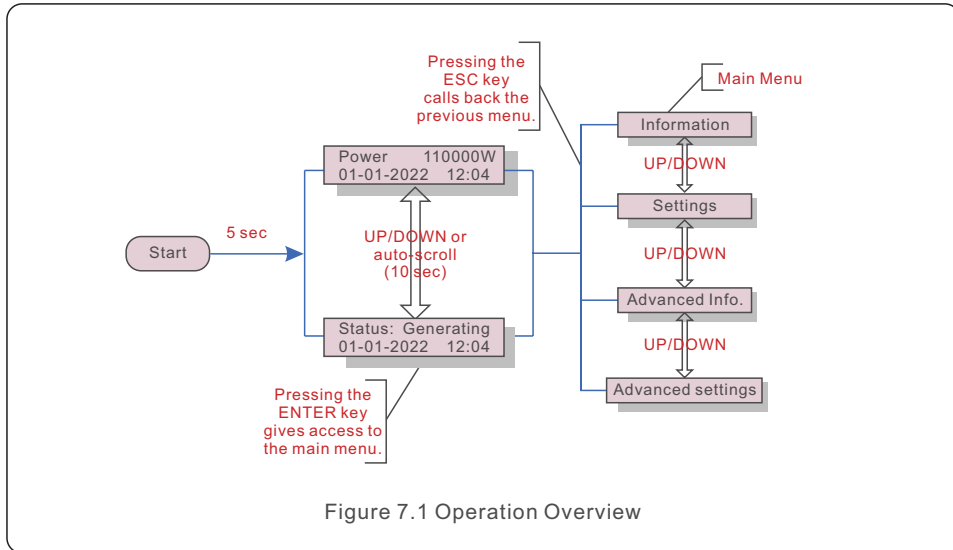 Pressing the
ESC key
calls back the
previous menu.
Main Menu
Information
UP/DOWN
Settings
UP/DOWN
Advanced Info.
UP/DOWN
Advanced settings
Power 110000W
01-01-2022 12:04
5 sec
Start
UP/DOWN or
auto-scroll
(10 sec)
Status: Generating
01-01-2022 12:04
Pressing the
ENTER key
gives access to
the main menu.
Figure 7.1 Operation Overview